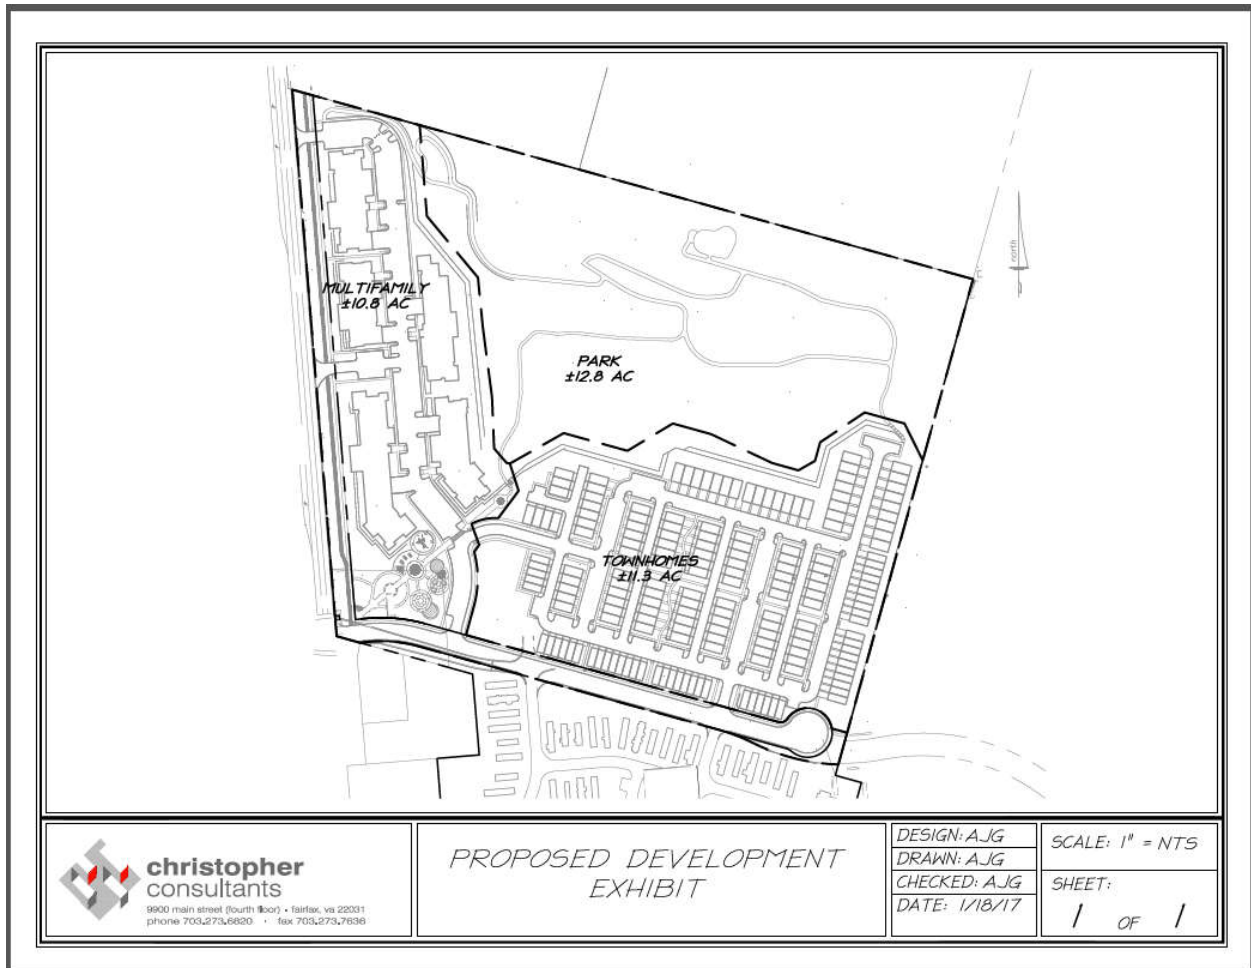 north
MULTIFAMILY
±10.8 AC
PARK
±12.8 AC
TOWNHOMES
±11.3 AC
christopher
consultants
9900 main street (fourth floor) • fairfax, va 22031
phone 703.273.6820 · fax 703.273.7636
PROPOSED DEVELOPMENT
EXHIBIT
DESIGN: AJG
DRAWN: AJG
CHECKED: AJG
DATE: 1/18/17
SCALE: 1" = NTS
SHEET:
1 OF 1